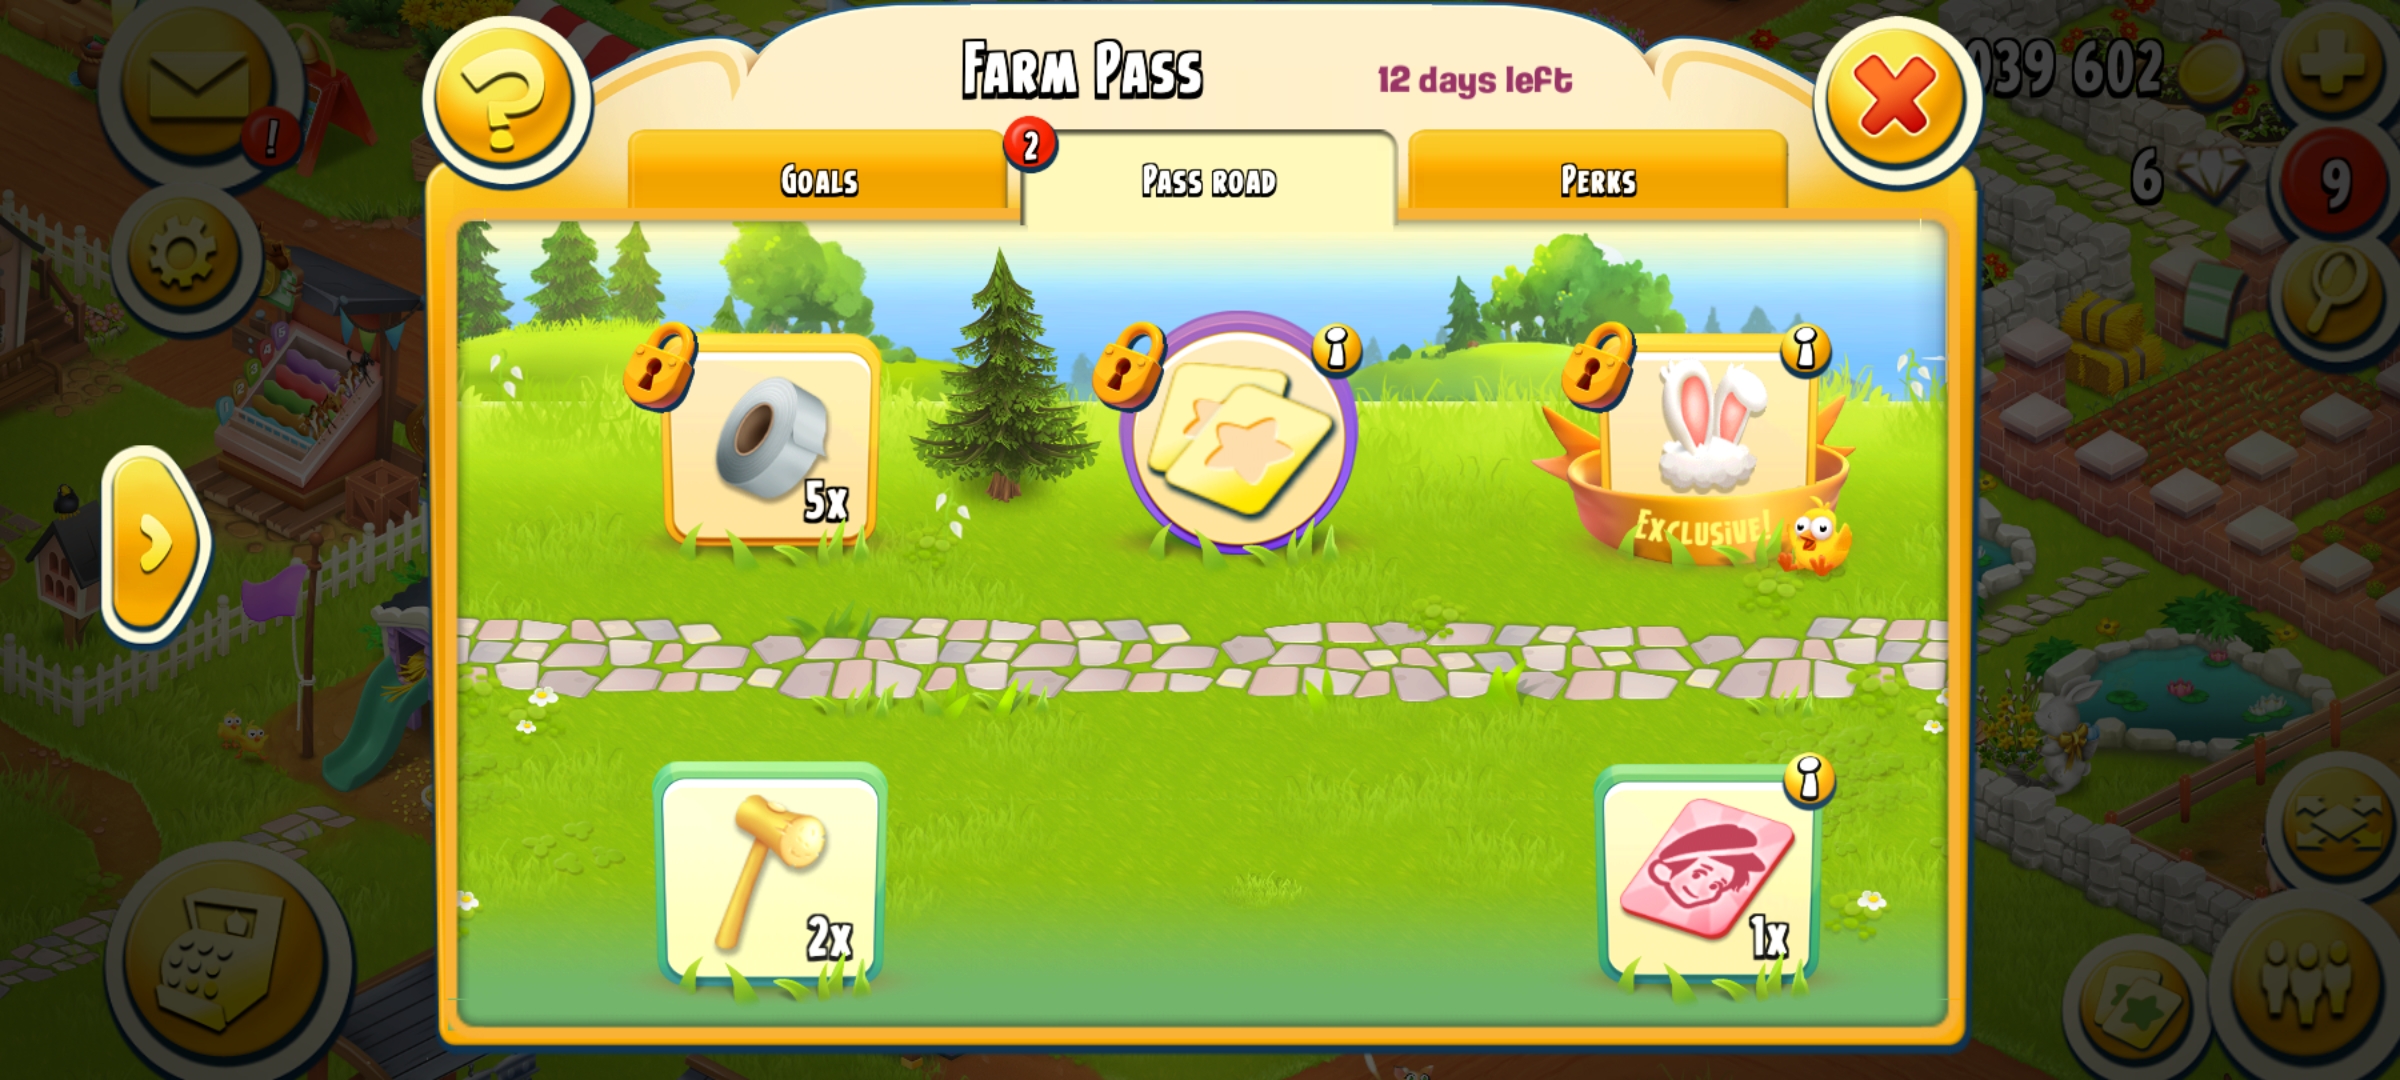 FARM PASS
12 days left
039 602
!
2
GOALS
PASS ROAD
PERKS
6
9
5x
EXCLUSIVE!
2x
1x